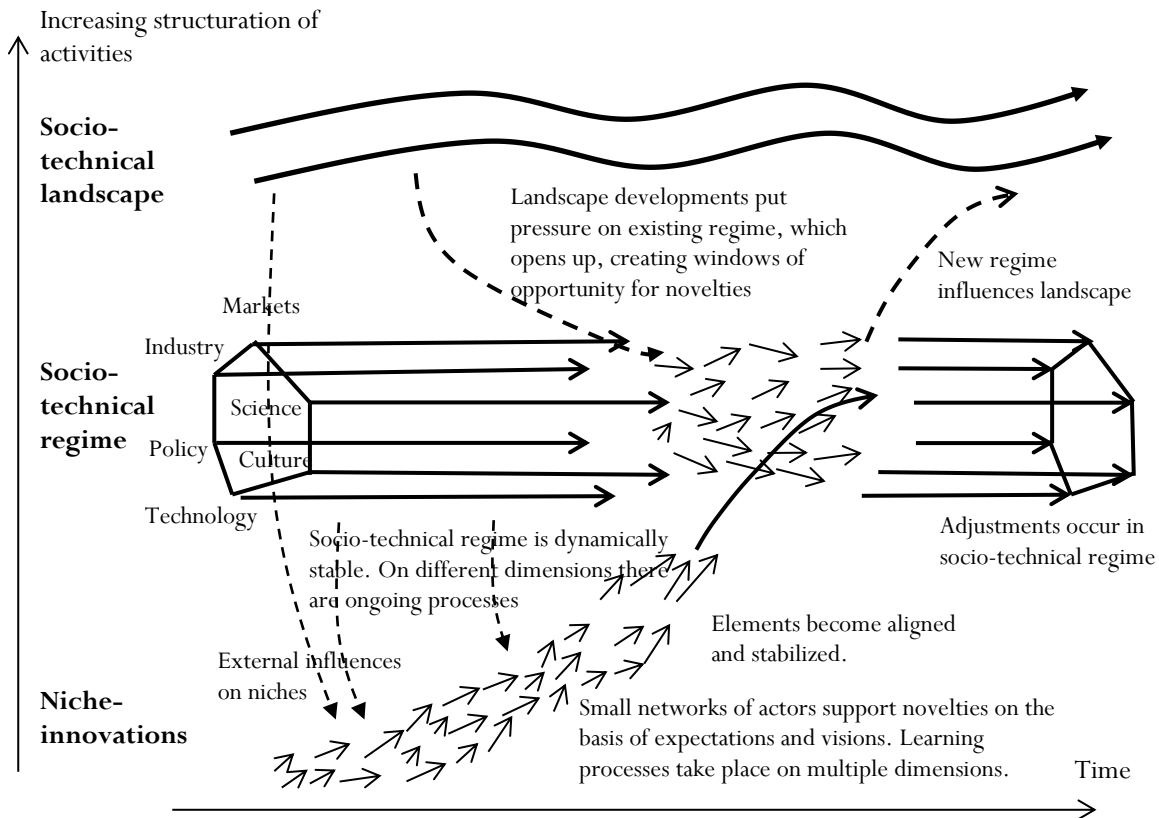 Increasing structuration of
activities
Socio-
technical
landscape
Landscape developments put
pressure on existing regime, which
opens up, creating windows of
opportunity for novelties
New regime
influences landscape
Markets
Industry
Socio-
technical
regime
Science
Policy
Culture
Technology
Socio-technical regime is dynamically
stable. On different dimensions there
are ongoing processes
Adjustments occur in
socio-technical regime
Elements become aligned
and stabilized.
External influences
on niches
Niche-
innovations
Small networks of actors support novelties on the
basis of expectations and visions. Learning
processes take place on multiple dimensions.
Time